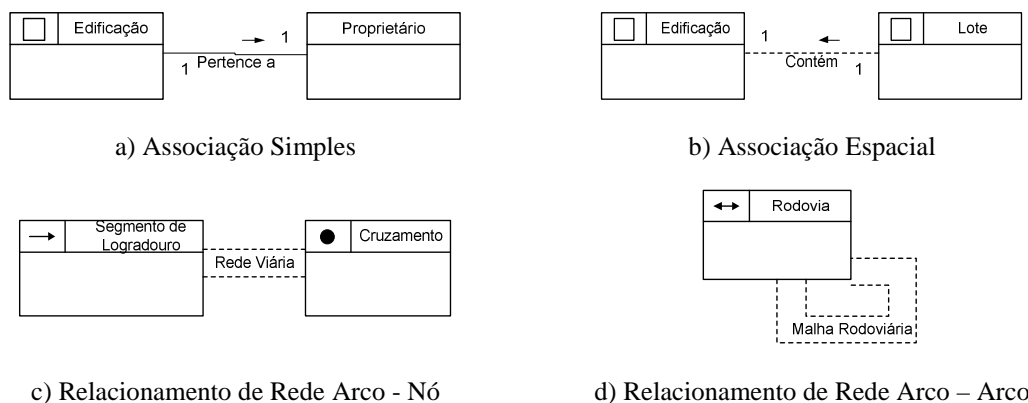 Edificação
Proprietário
1
1
Pertence a
a) Associação Simples
Edificação
Lote
1
Contém
1
b) Associação Espacial
Segmento de
Logradouro
Cruzamento
Rede Viária
c) Relacionamento de Rede Arco - Nó
Rodovia
Malha Rodoviária
d) Relacionamento de Rede Arco – Arco